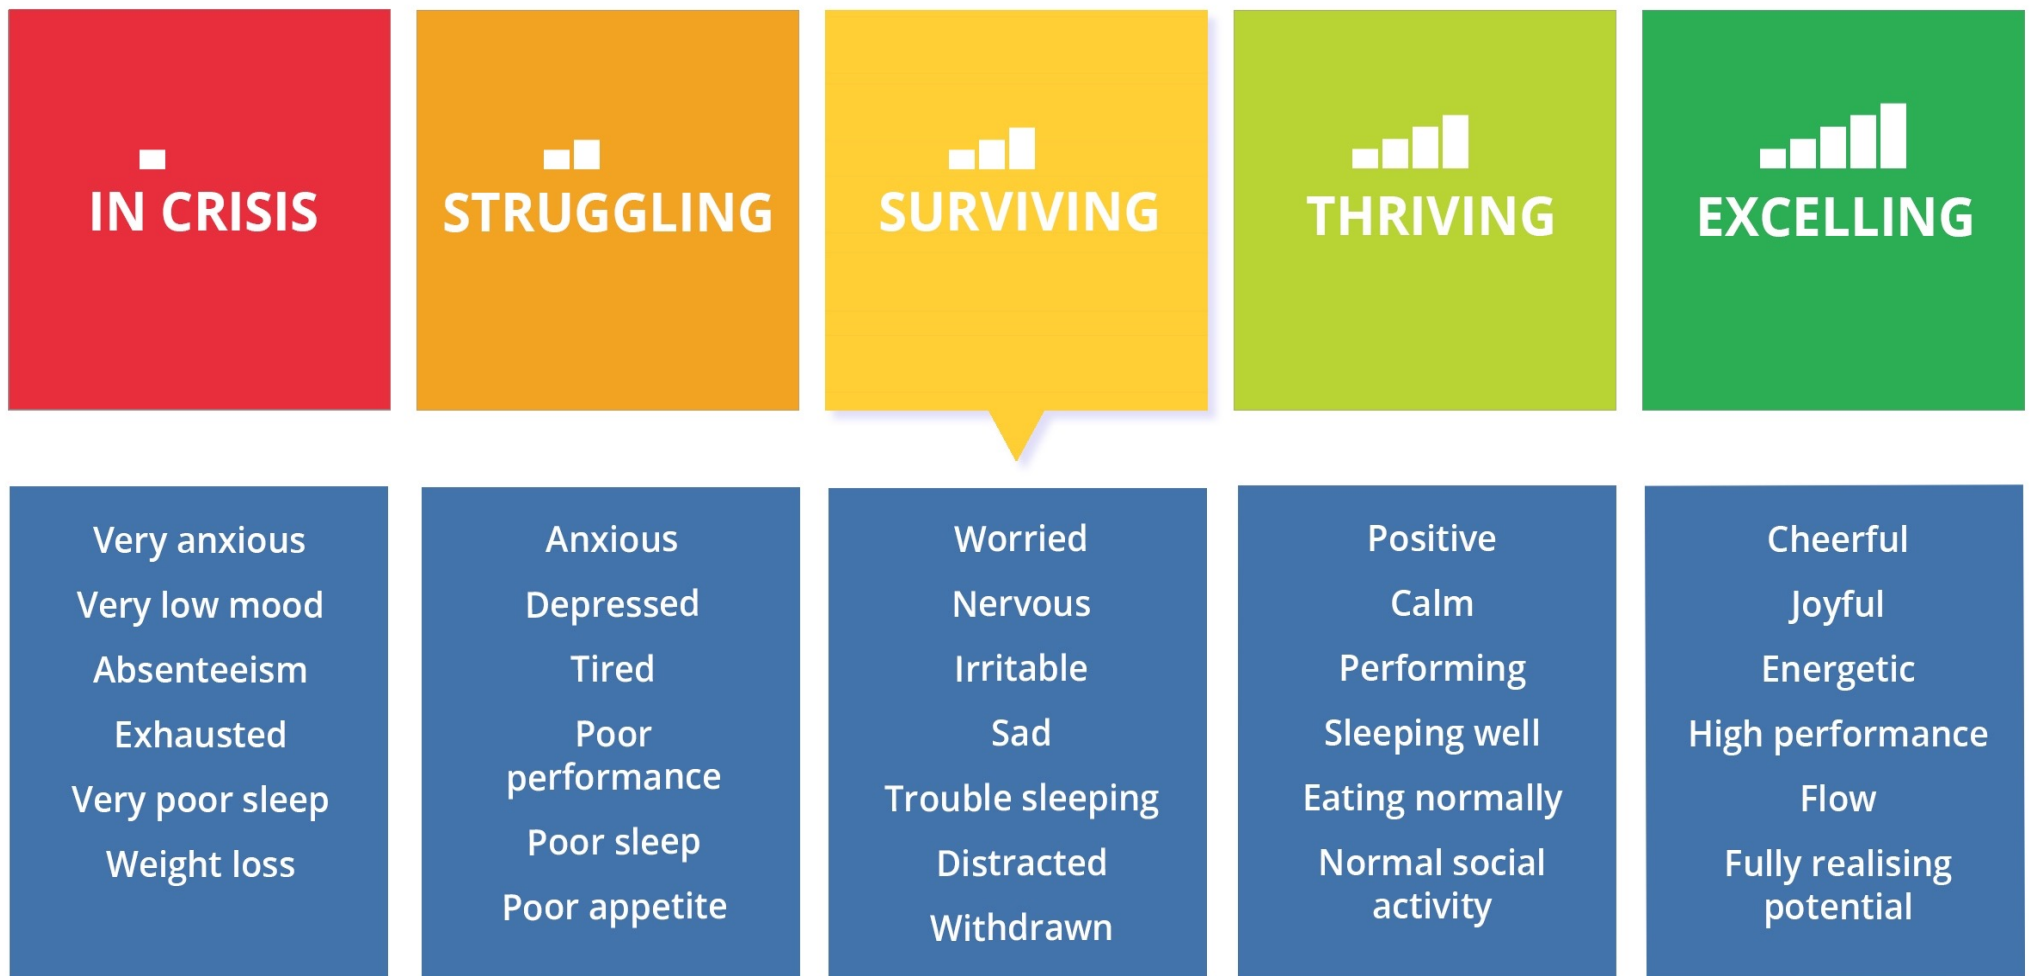 IN CRISIS
STRUGGLING
SURVIVING
THRIVING
EXCELLING
Very anxious
Very low mood
Absenteeism
Exhausted
Very poor sleep
Weight loss
Anxious
Depressed
Tired
Poor
performance
Poor sleep
Poor appetite
Worried
Nervous
Irritable
Sad
Trouble sleeping
Distracted
Withdrawn
Positive
Calm
Performing
Sleeping well
Eating normally
Normal social
activity
Cheerful
Joyful
Energetic
High performance
Flow
Fully realising
potential